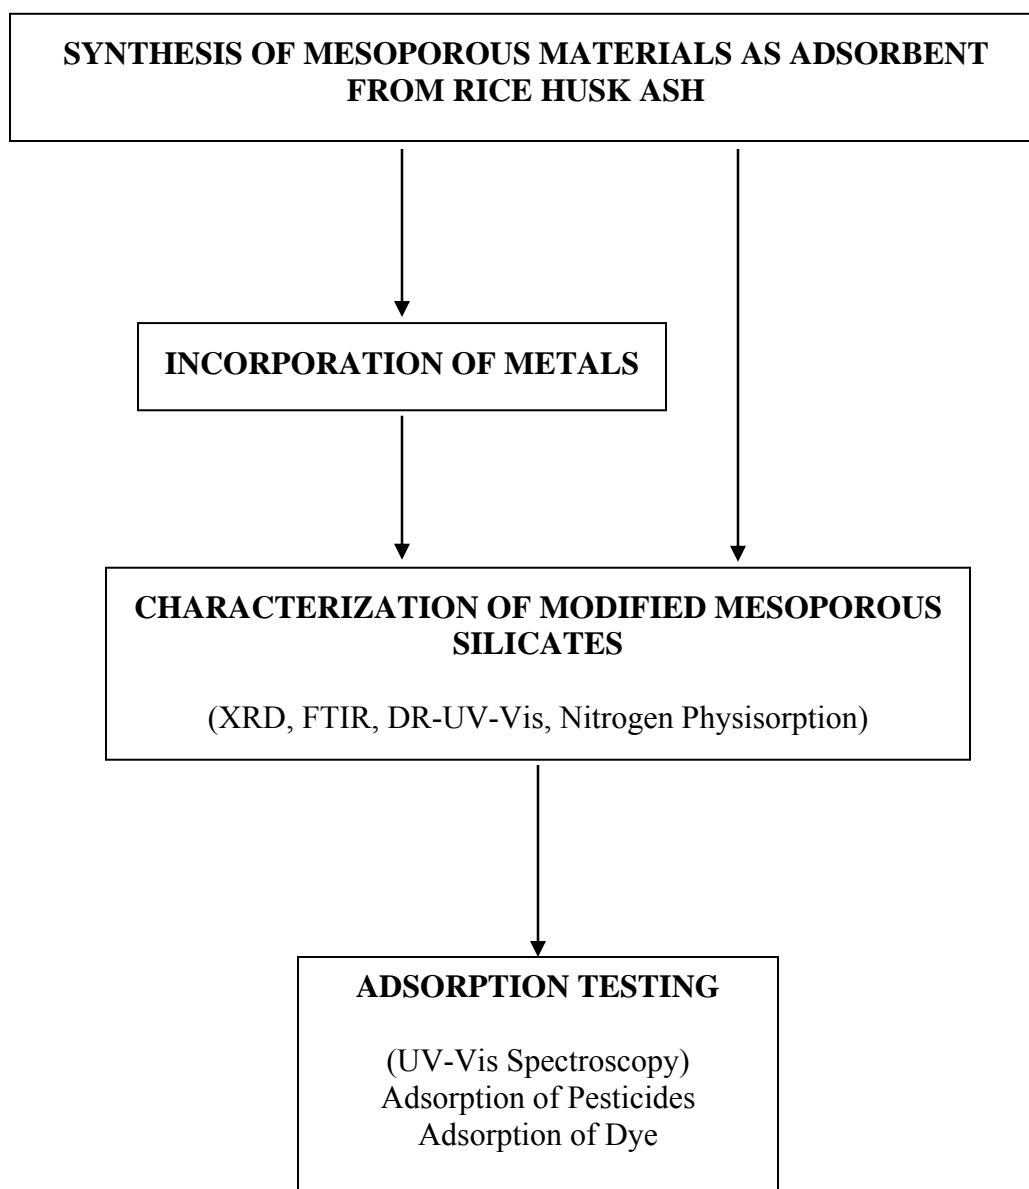 SYNTHESIS OF MESOPOROUS MATERIALS AS ADSORBENT
FROM RICE HUSK ASH
INCORPORATION OF METALS
CHARACTERIZATION OF MODIFIED MESOPOROUS
SILICATES
(XRD, FTIR, DR-UV-Vis, Nitrogen Physisorption)
ADSORPTION TESTING
(UV-Vis Spectroscopy)
Adsorption of Pesticides
Adsorption of Dye